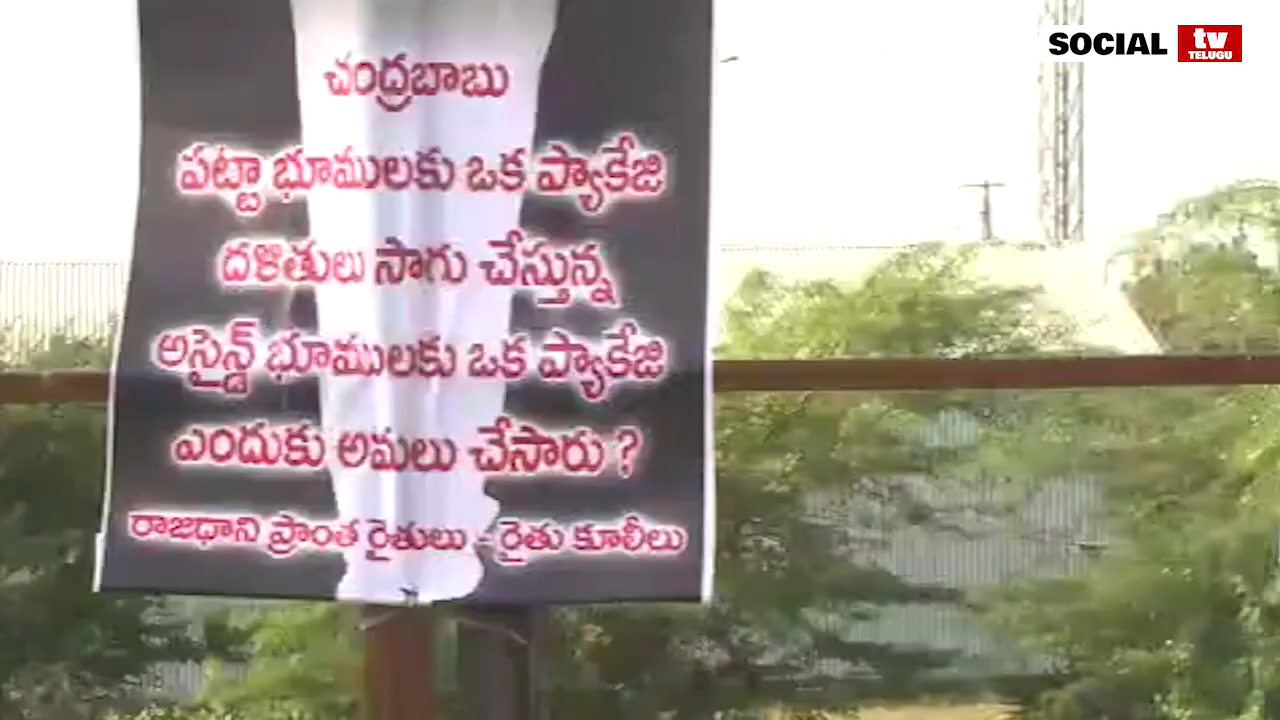 SOCIAL tv TELUGU
చంద్రబాబు
పట్టా భూములకు ఒక ప్యాకేజి
దళితులు సాగు చేస్తున్న
అసైన్డ్ భూములకు ఒక ప్యాకేజి
ఎందుకు అమలు చేసారు ?
రాజధాని ప్రాంత రైతులు - రైతు కూలీలు